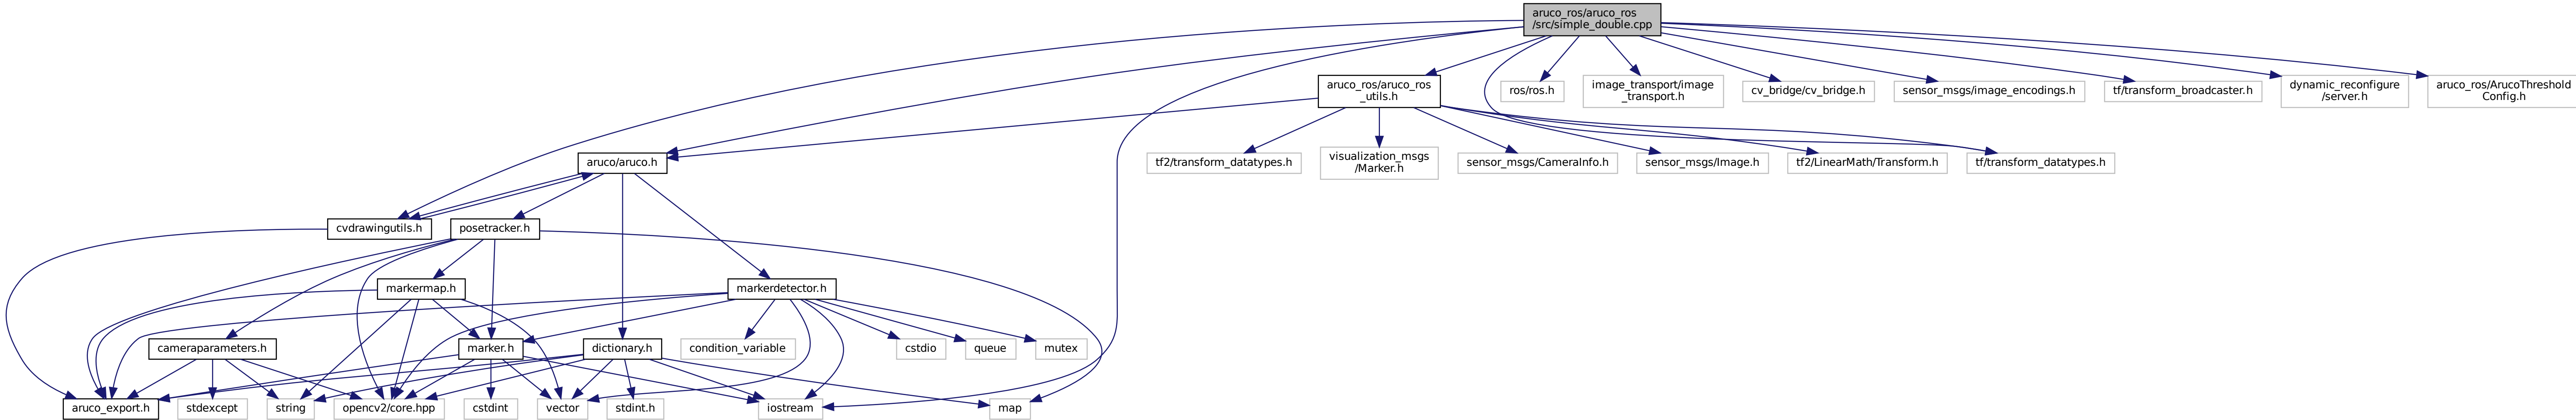 aruco_ros/aruco_ros
/src/simple_double.cpp
aruco_ros/aruco_ros
_utils.h
ros/ros.h
image_transport/image
_transport.h
cv_bridge/cv_bridge.h
sensor_msgs/image_encodings.h
tf/transform_broadcaster.h
dynamic_reconfigure
/server.h
aruco_ros/ArucoThreshold
Config.h
aruco/aruco.h
tf2/transform_datatypes.h
visualization_msgs
/Marker.h
sensor_msgs/CameraInfo.h
sensor_msgs/Image.h
tf2/LinearMath/Transform.h
tf/transform_datatypes.h
cvdrawingutils.h
posetracker.h
markermap.h
markerdetector.h
cameraparameters.h
marker.h
dictionary.h
condition_variable
cstdio
queue
mutex
aruco_export.h
stdexcept
string
opencv2/core.hpp
cstdint
vector
stdint.h
iostream
map